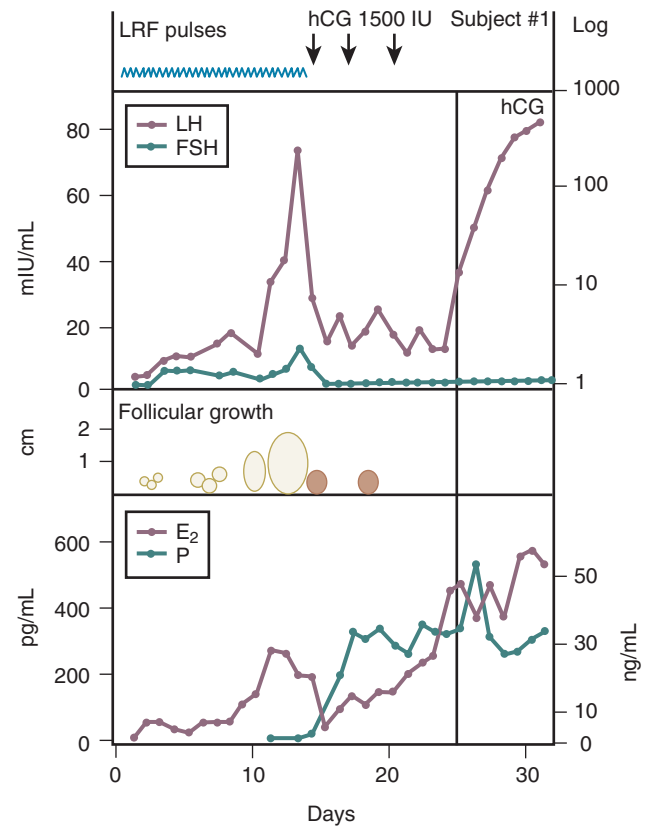 LRF pulses
hCG 1500 IU
Subject #1
Log
1000
hCG
LH
FSH
80
60
40
20
0
mIU/mL
100
10
1
Follicular growth
2
1
cm
E₂
P
600
400
200
0
pg/mL
50
30
10
0
ng/mL
0
10
20
30
Days